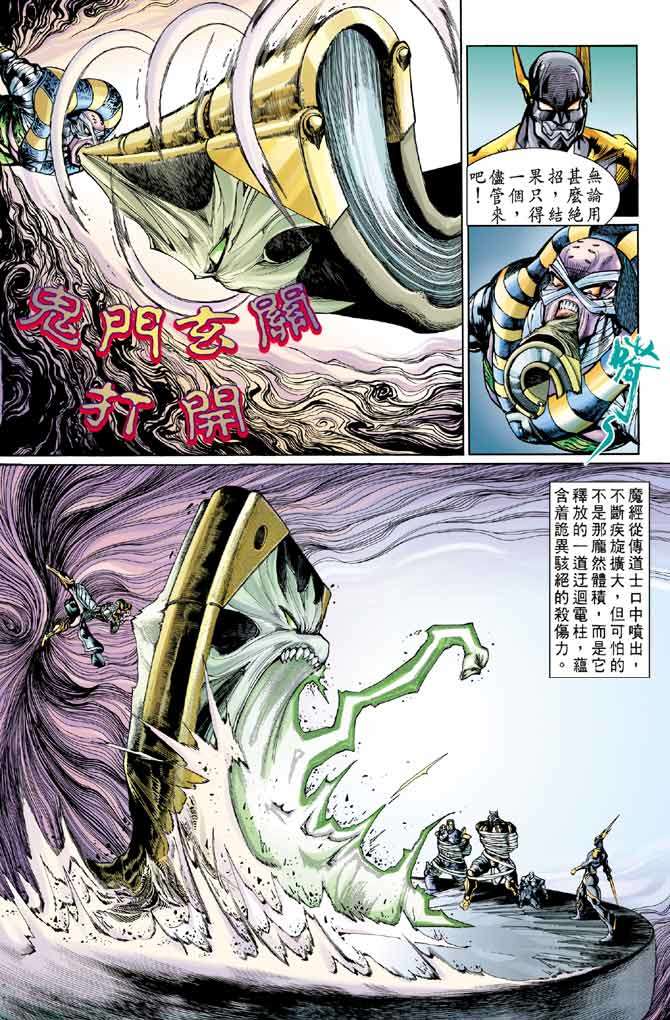 無論用
甚麼絕
招，結
果只得
一個，
儘管來
吧！
鬼門玄關
打開
魔經從傳道士口中噴出，
不斷疾旋擴大，但可怕的
不是那龐然體積，而是它
釋放的一道迂迴電柱，蘊
含着詭異駭絕的殺傷力。